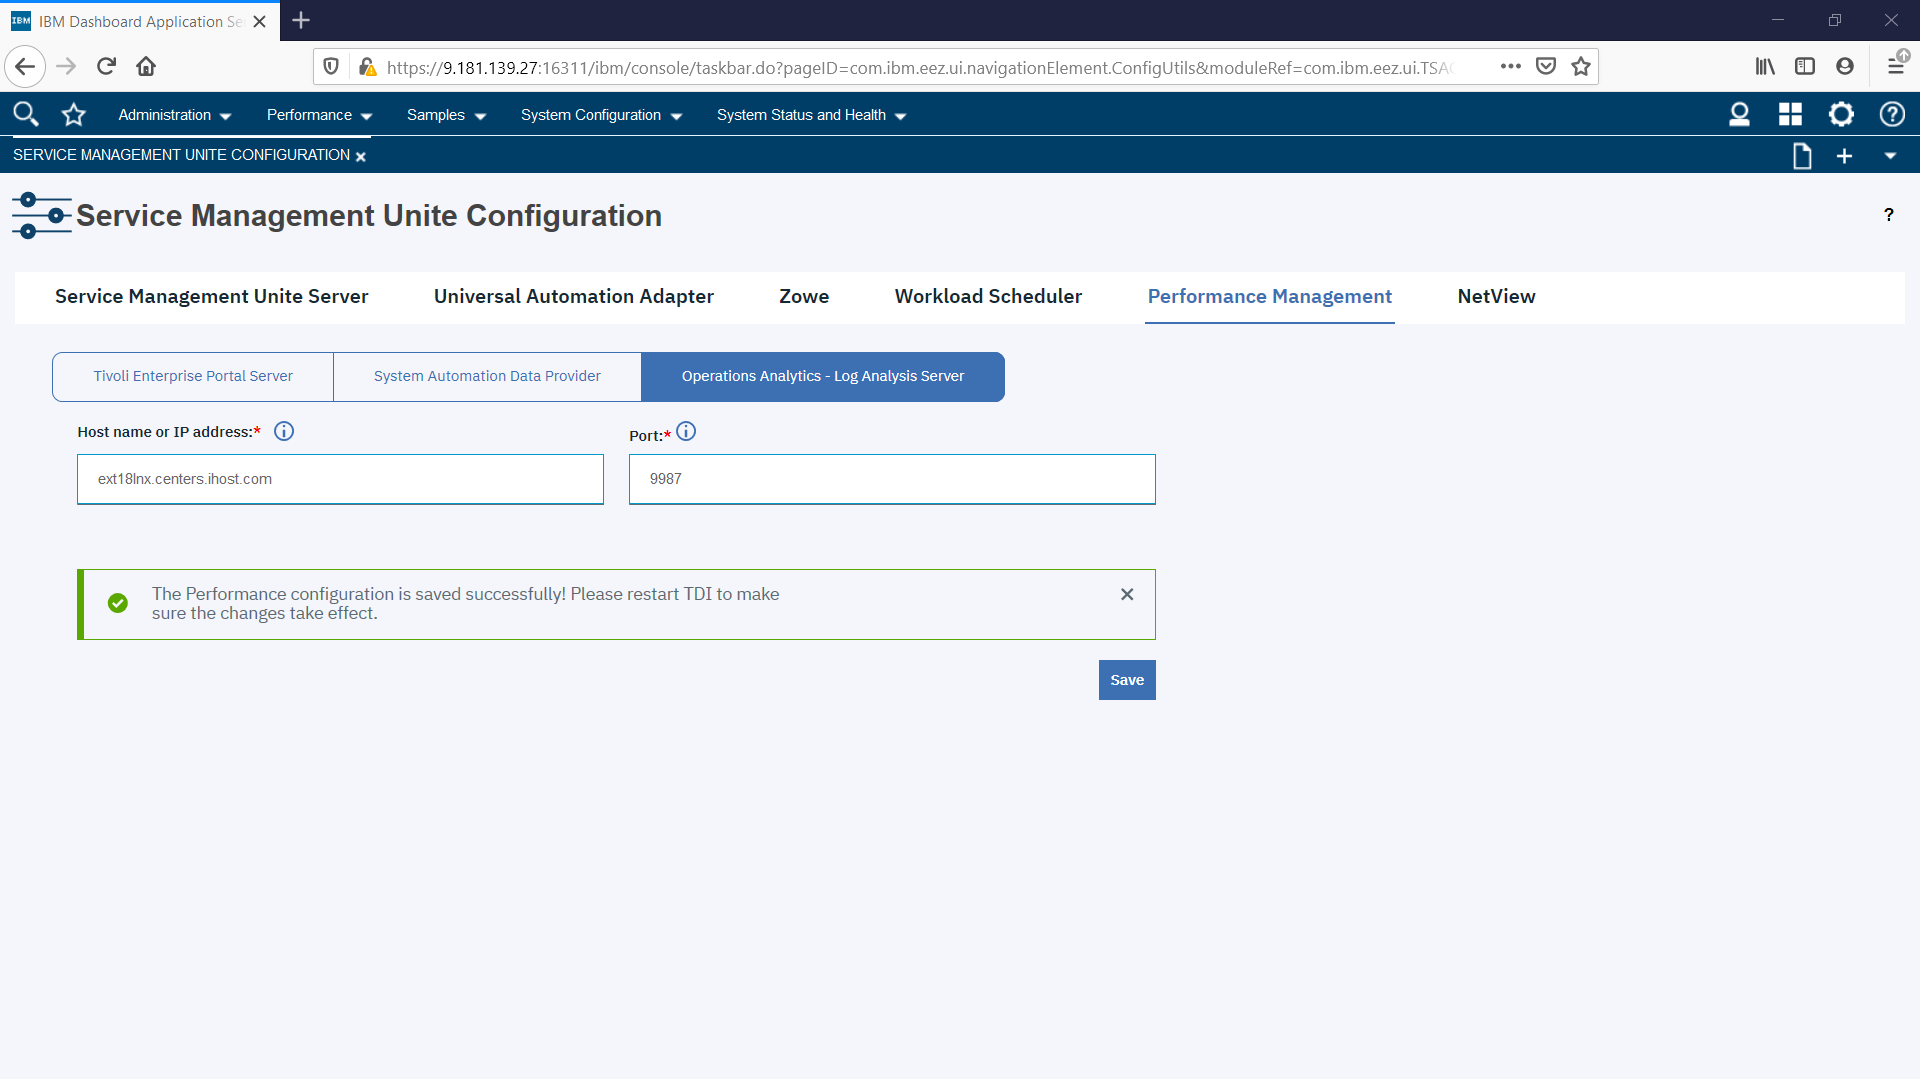 IBM Dashboard Application Se
https://9.181.139.27:16311/ibm/console/taskbar.do?pageID=com.ibm.eez.ui.navigationElement.ConfigUtils&moduleRef=com.ibm.eez.ui.TSA
Administration Performance Samples System Configuration System Status and Health
SERVICE MANAGEMENT UNITE CONFIGURATION
Service Management Unite Configuration
?
Service Management Unite Server Universal Automation Adapter Zowe Workload Scheduler Performance Management NetView
Tivoli Enterprise Portal Server System Automation Data Provider Operations Analytics - Log Analysis Server
Host name or IP address:* Port:*
ext18lnx.centers.ihost.com 9987
The Performance configuration is saved successfully! Please restart TDI to make
sure the changes take effect.
Save